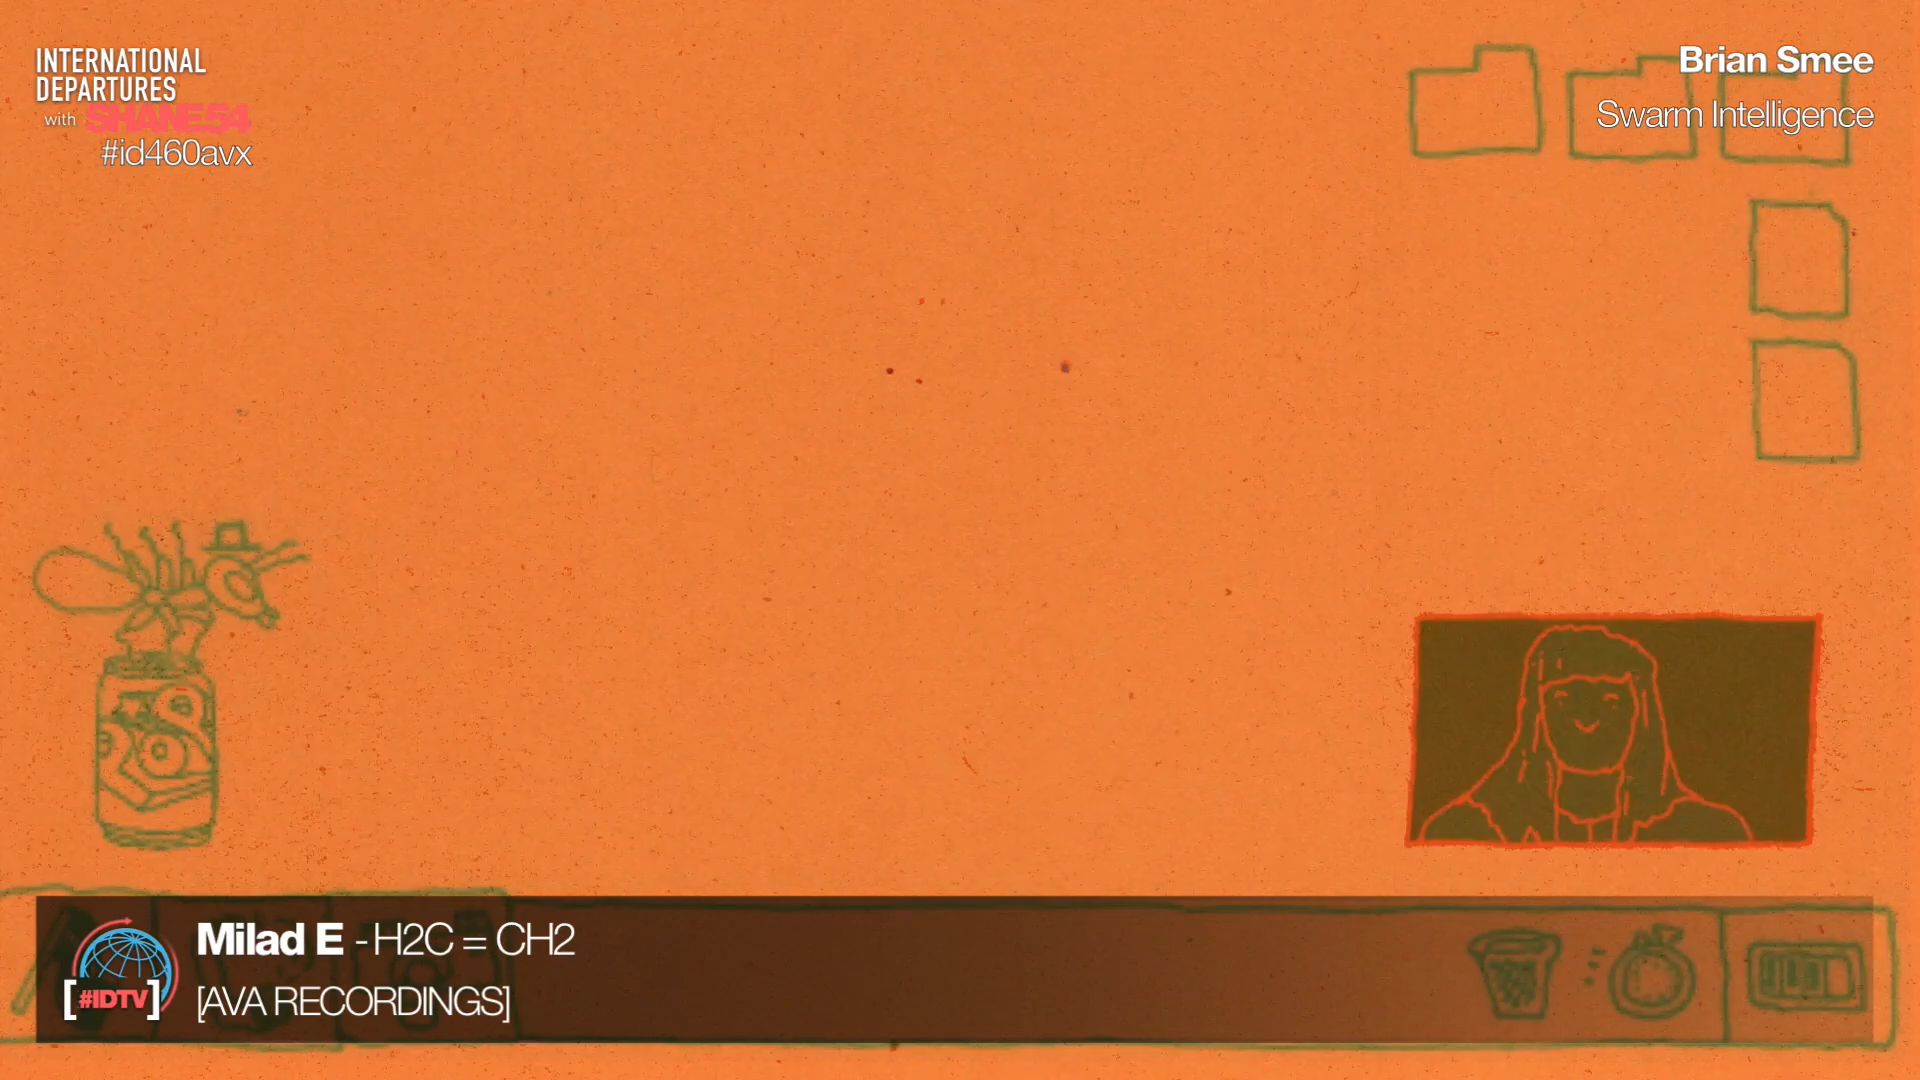 INTERNATIONAL
DEPARTURES
with SHANE54
#id460avx
Brian Smee
Swarm Intelligence
Milad E - H2C = CH2
[AVA RECORDINGS]
[#IDTV]